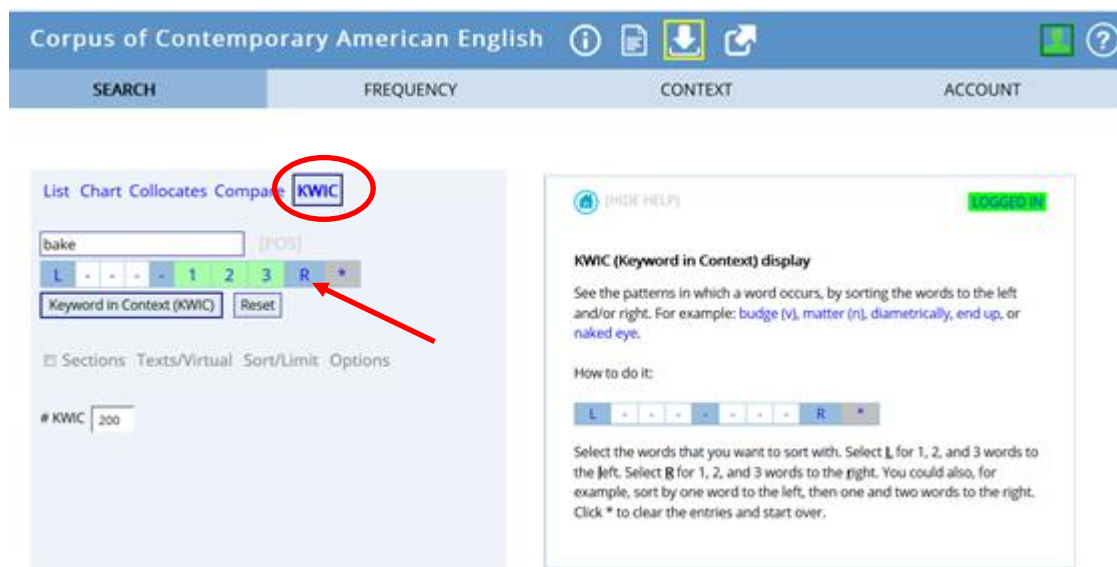 Corpus of Contemporary American English
SEARCH FREQUENCY CONTEXT ACCOUNT
List Chart Collocates Compare KWIC
bake [POS]
L - - - - 1 2 3 R *
Keyword in Context (KWIC) Reset
Sections Texts/Virtual Sort/Limit Options
# KWIC 200
[HIDE HELP] LOGGED IN
KWIC (Keyword in Context) display
See the patterns in which a word occurs, by sorting the words to the left
and/or right. For example: budge (v), matter (n), diametrically, end up, or
naked eye.
How to do it:
L - - - - - - - R *
Select the words that you want to sort with. Select L for 1, 2, and 3 words to
the left. Select R for 1, 2, and 3 words to the right. You could also, for
example, sort by one word to the left, then one and two words to the right.
Click * to clear the entries and start over.